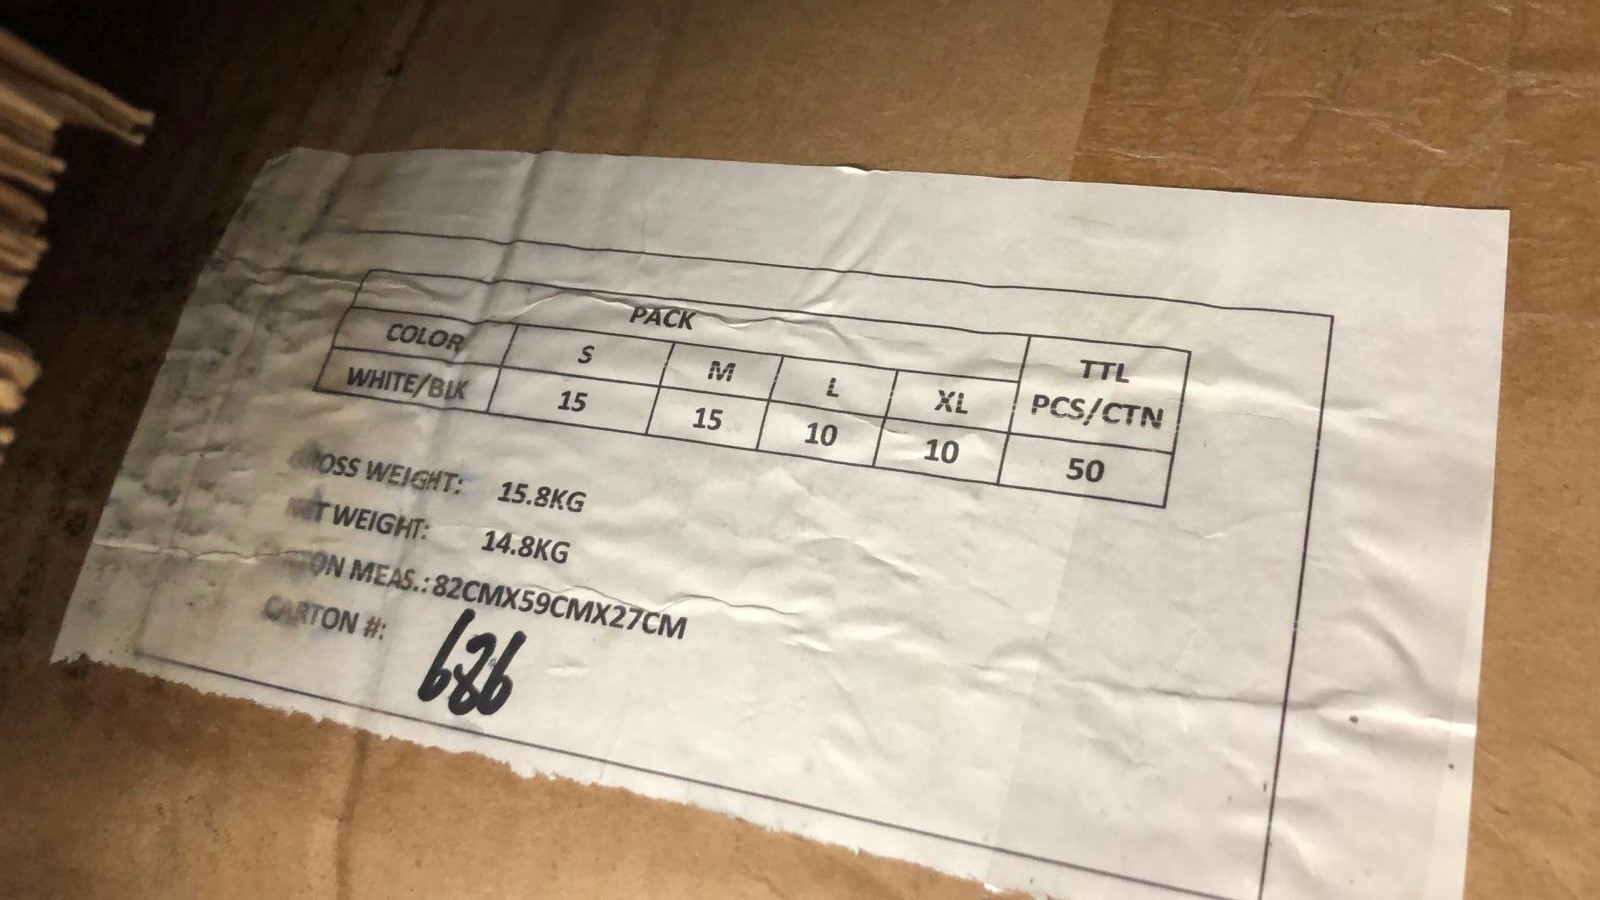 PACK
COLOR S M L XL TTL PCS/CTN
WHITE/BLK 15 15 10 10 50
GROSS WEIGHT: 15.8KG
NET WEIGHT: 14.8KG
CARTON MEAS.: 82CMX59CMX27CM
CARTON #: 686